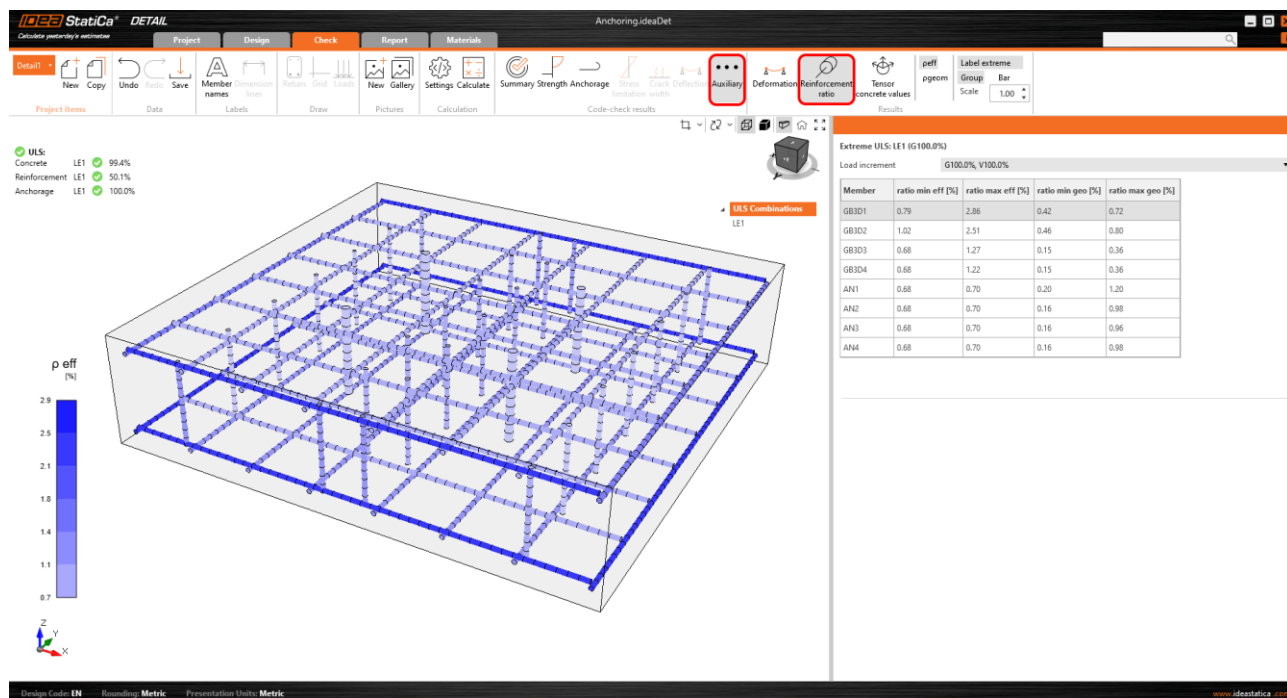 IDEA StatiCa® DETAIL
Anchoring.ideaDet
Calculate yesterday's estimates
Project Design Check Report Materials
Detail1
New Copy Undo Redo Save Member names Dimension lines Rebars Grid Loads New Gallery Settings Calculate Summary Strength Anchorage Stress limitation Crack width Deflection Auxiliary Deformation Reinforcement ratio Tensor concrete values
ρeff
ρgeom
Label extreme
Group Bar
Scale 1.00
Project items Data Labels Draw Pictures Calculation Code-check results Results
ULS:
Concrete LE1 99.4%
Reinforcement LE1 50.1%
Anchorage LE1 100.0%
ULS Combinations
LE1
ρ eff
[%]
2.9
2.5
2.1
1.8
1.4
1.1
0.7
Z
Y
X
Extreme ULS: LE1 (G100.0%)
Load increment G100.0%, V100.0%
Member ratio min eff [%] ratio max eff [%] ratio min geo [%] ratio max geo [%]
GB3D1 0.79 2.86 0.42 0.72
GB3D2 1.02 2.51 0.46 0.80
GB3D3 0.68 1.27 0.15 0.36
GB3D4 0.68 1.22 0.15 0.36
AN1 0.68 0.70 0.20 1.20
AN2 0.68 0.70 0.16 0.98
AN3 0.68 0.70 0.16 0.96
AN4 0.68 0.70 0.16 0.98
Design Code: EN Rounding: Metric Presentation Units: Metric
www.ideastatica.com